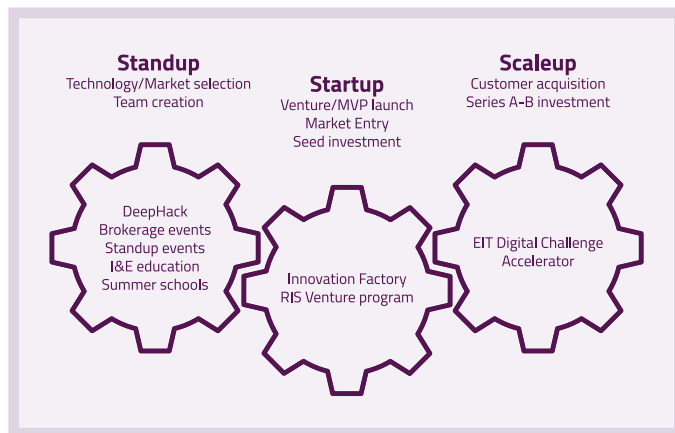 Standup
Technology/Market selection
Team creation
Startup
Venture/MVP launch
Market Entry
Seed investment
Scaleup
Customer acquisition
Series A-B investment
DeepHack
Brokerage events
Standup events
I&E education
Summer schools
Innovation Factory
RIS Venture program
EIT Digital Challenge
Accelerator